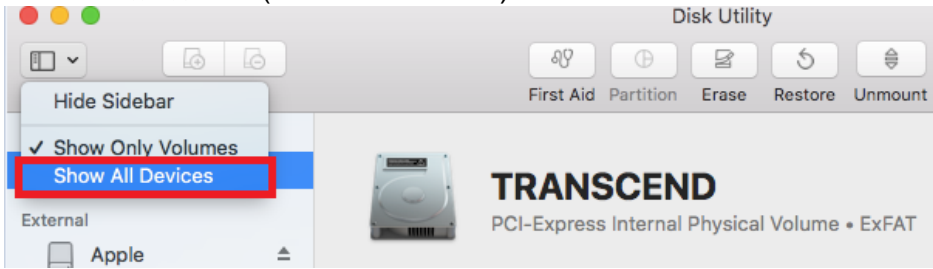 Disk Utility
First Aid Partition Erase Restore Unmount
Hide Sidebar
✓ Show Only Volumes
Show All Devices
TRANSCEND
PCI-Express Internal Physical Volume • ExFAT
External
Apple